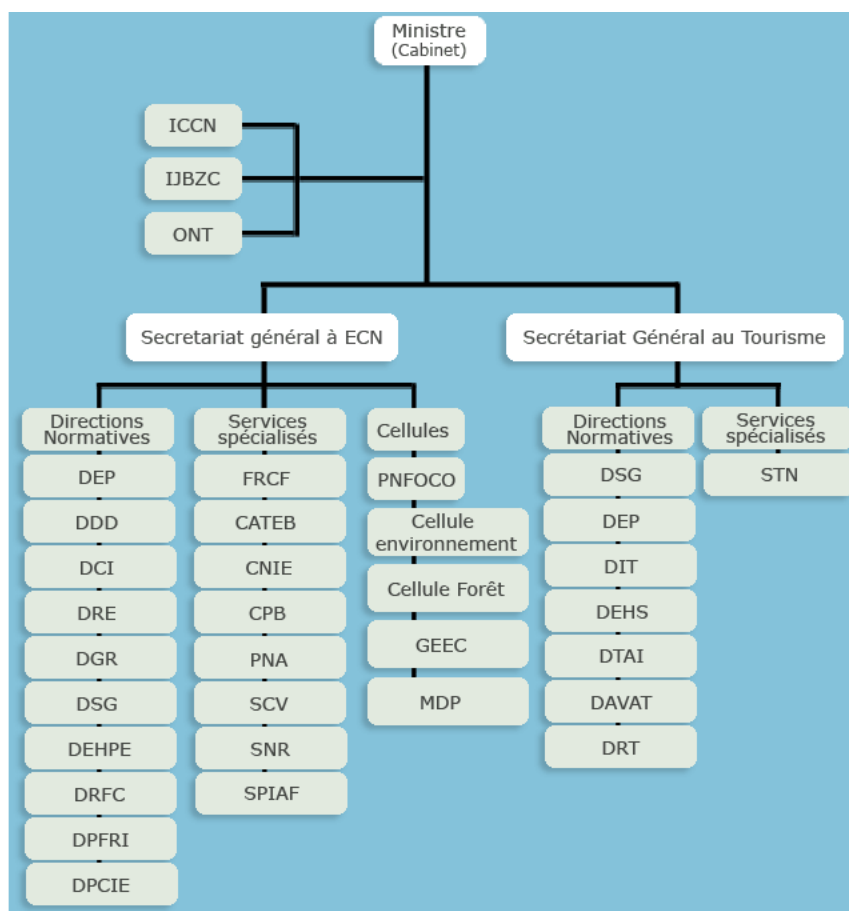 Ministre
(Cabinet)
ICCN
IJBZC
ONT
Secretariat général à ECN
Secrétariat Général au Tourisme
Directions
Normatives
DEP
DDD
DCI
DRE
DGR
DSG
DEHPE
DRFC
DPFRI
DPCIE
Services
spécialisés
FRCF
CATEB
CNIE
CPB
PNA
SCV
SNR
SPIAF
Cellules
PNFOCO
Cellule
environnement
Cellule Forêt
GEEC
MDP
Directions
Normatives
DSG
DEP
DIT
DEHS
DTAI
DAVAT
DRT
Services
spécialisés
STN